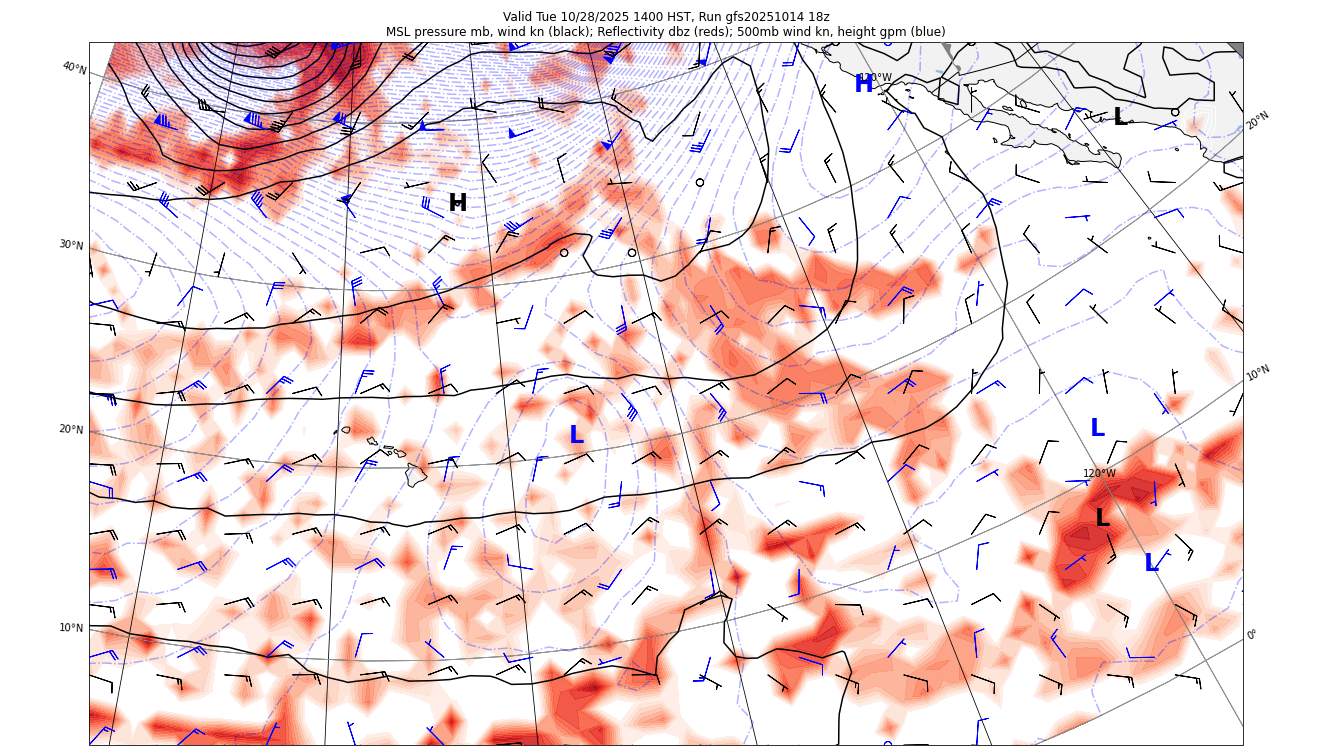 Valid Tue 10/28/2025 1400 HST, Run gfs20251014 18z
MSL pressure mb, wind kn (black); Reflectivity dbz (reds); 500mb wind kn, height gpm (blue)
40°N
H
110°W
L
20°N
H
30°N
10°N
20°N
L
L
120°W
L
L
10°N
0°